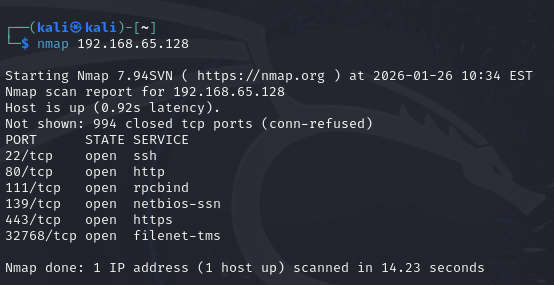 ┌──(kali㉿kali)-[~]
└─$ nmap 192.168.65.128
Starting Nmap 7.94SVN ( https://nmap.org ) at 2026-01-26 10:34 EST
Nmap scan report for 192.168.65.128
Host is up (0.92s latency).
Not shown: 994 closed tcp ports (conn-refused)
PORT      STATE SERVICE
22/tcp    open  ssh
80/tcp    open  http
111/tcp   open  rpcbind
139/tcp   open  netbios-ssn
443/tcp   open  https
32768/tcp open  filenet-tms
Nmap done: 1 IP address (1 host up) scanned in 14.23 seconds